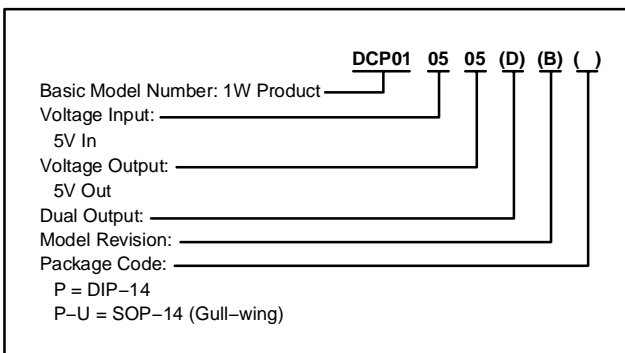 DCP01 05 05 (D) (B) ( )
Basic Model Number: 1W Product
Voltage Input:
5V In
Voltage Output:
5V Out
Dual Output:
Model Revision:
Package Code:
P = DIP−14
P−U = SOP−14 (Gull−wing)